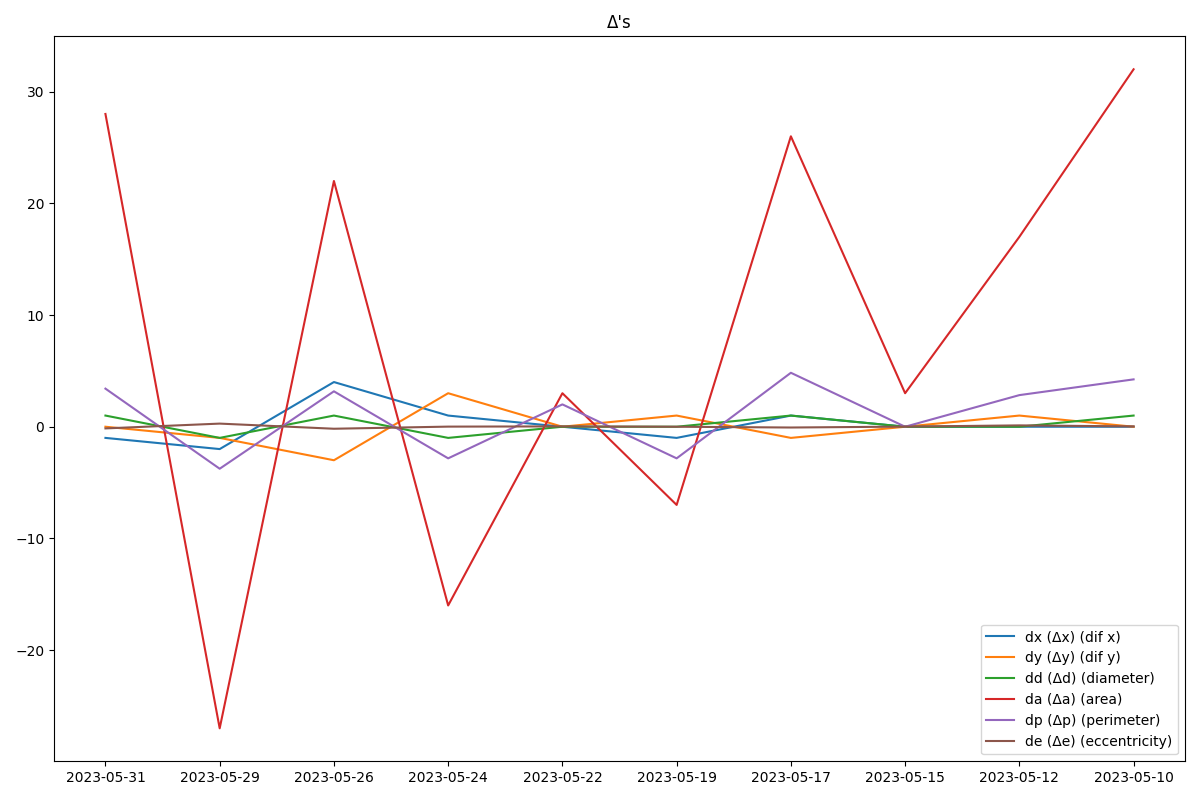 Δ's
30
20
10
0
−10
−20
2023-05-31 2023-05-29 2023-05-26 2023-05-24 2023-05-22 2023-05-19 2023-05-17 2023-05-15 2023-05-12 2023-05-10
dx (Δx) (dif x)
dy (Δy) (dif y)
dd (Δd) (diameter)
da (Δa) (area)
dp (Δp) (perimeter)
de (Δe) (eccentricity)